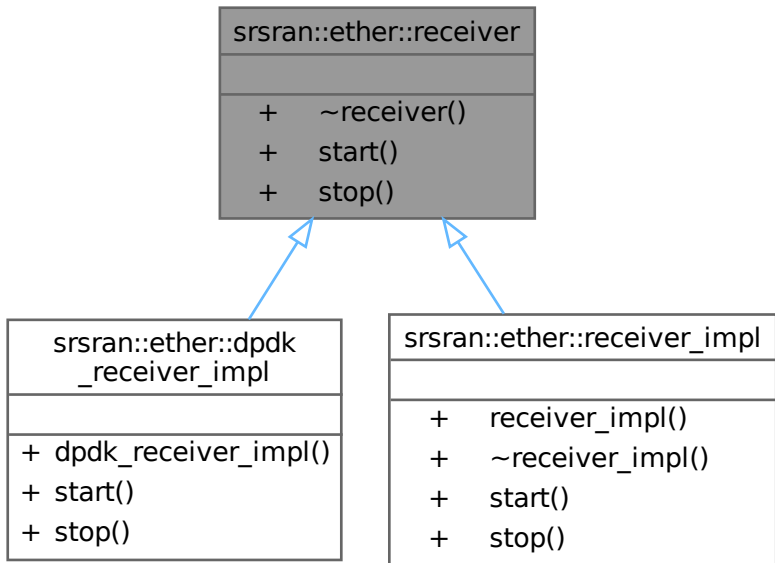 srsran::ether::receiver
+ ~receiver()
+ start()
+ stop()
srsran::ether::dpdk
_receiver_impl
+ dpdk_receiver_impl()
+ start()
+ stop()
srsran::ether::receiver_impl
+ receiver_impl()
+ ~receiver_impl()
+ start()
+ stop()